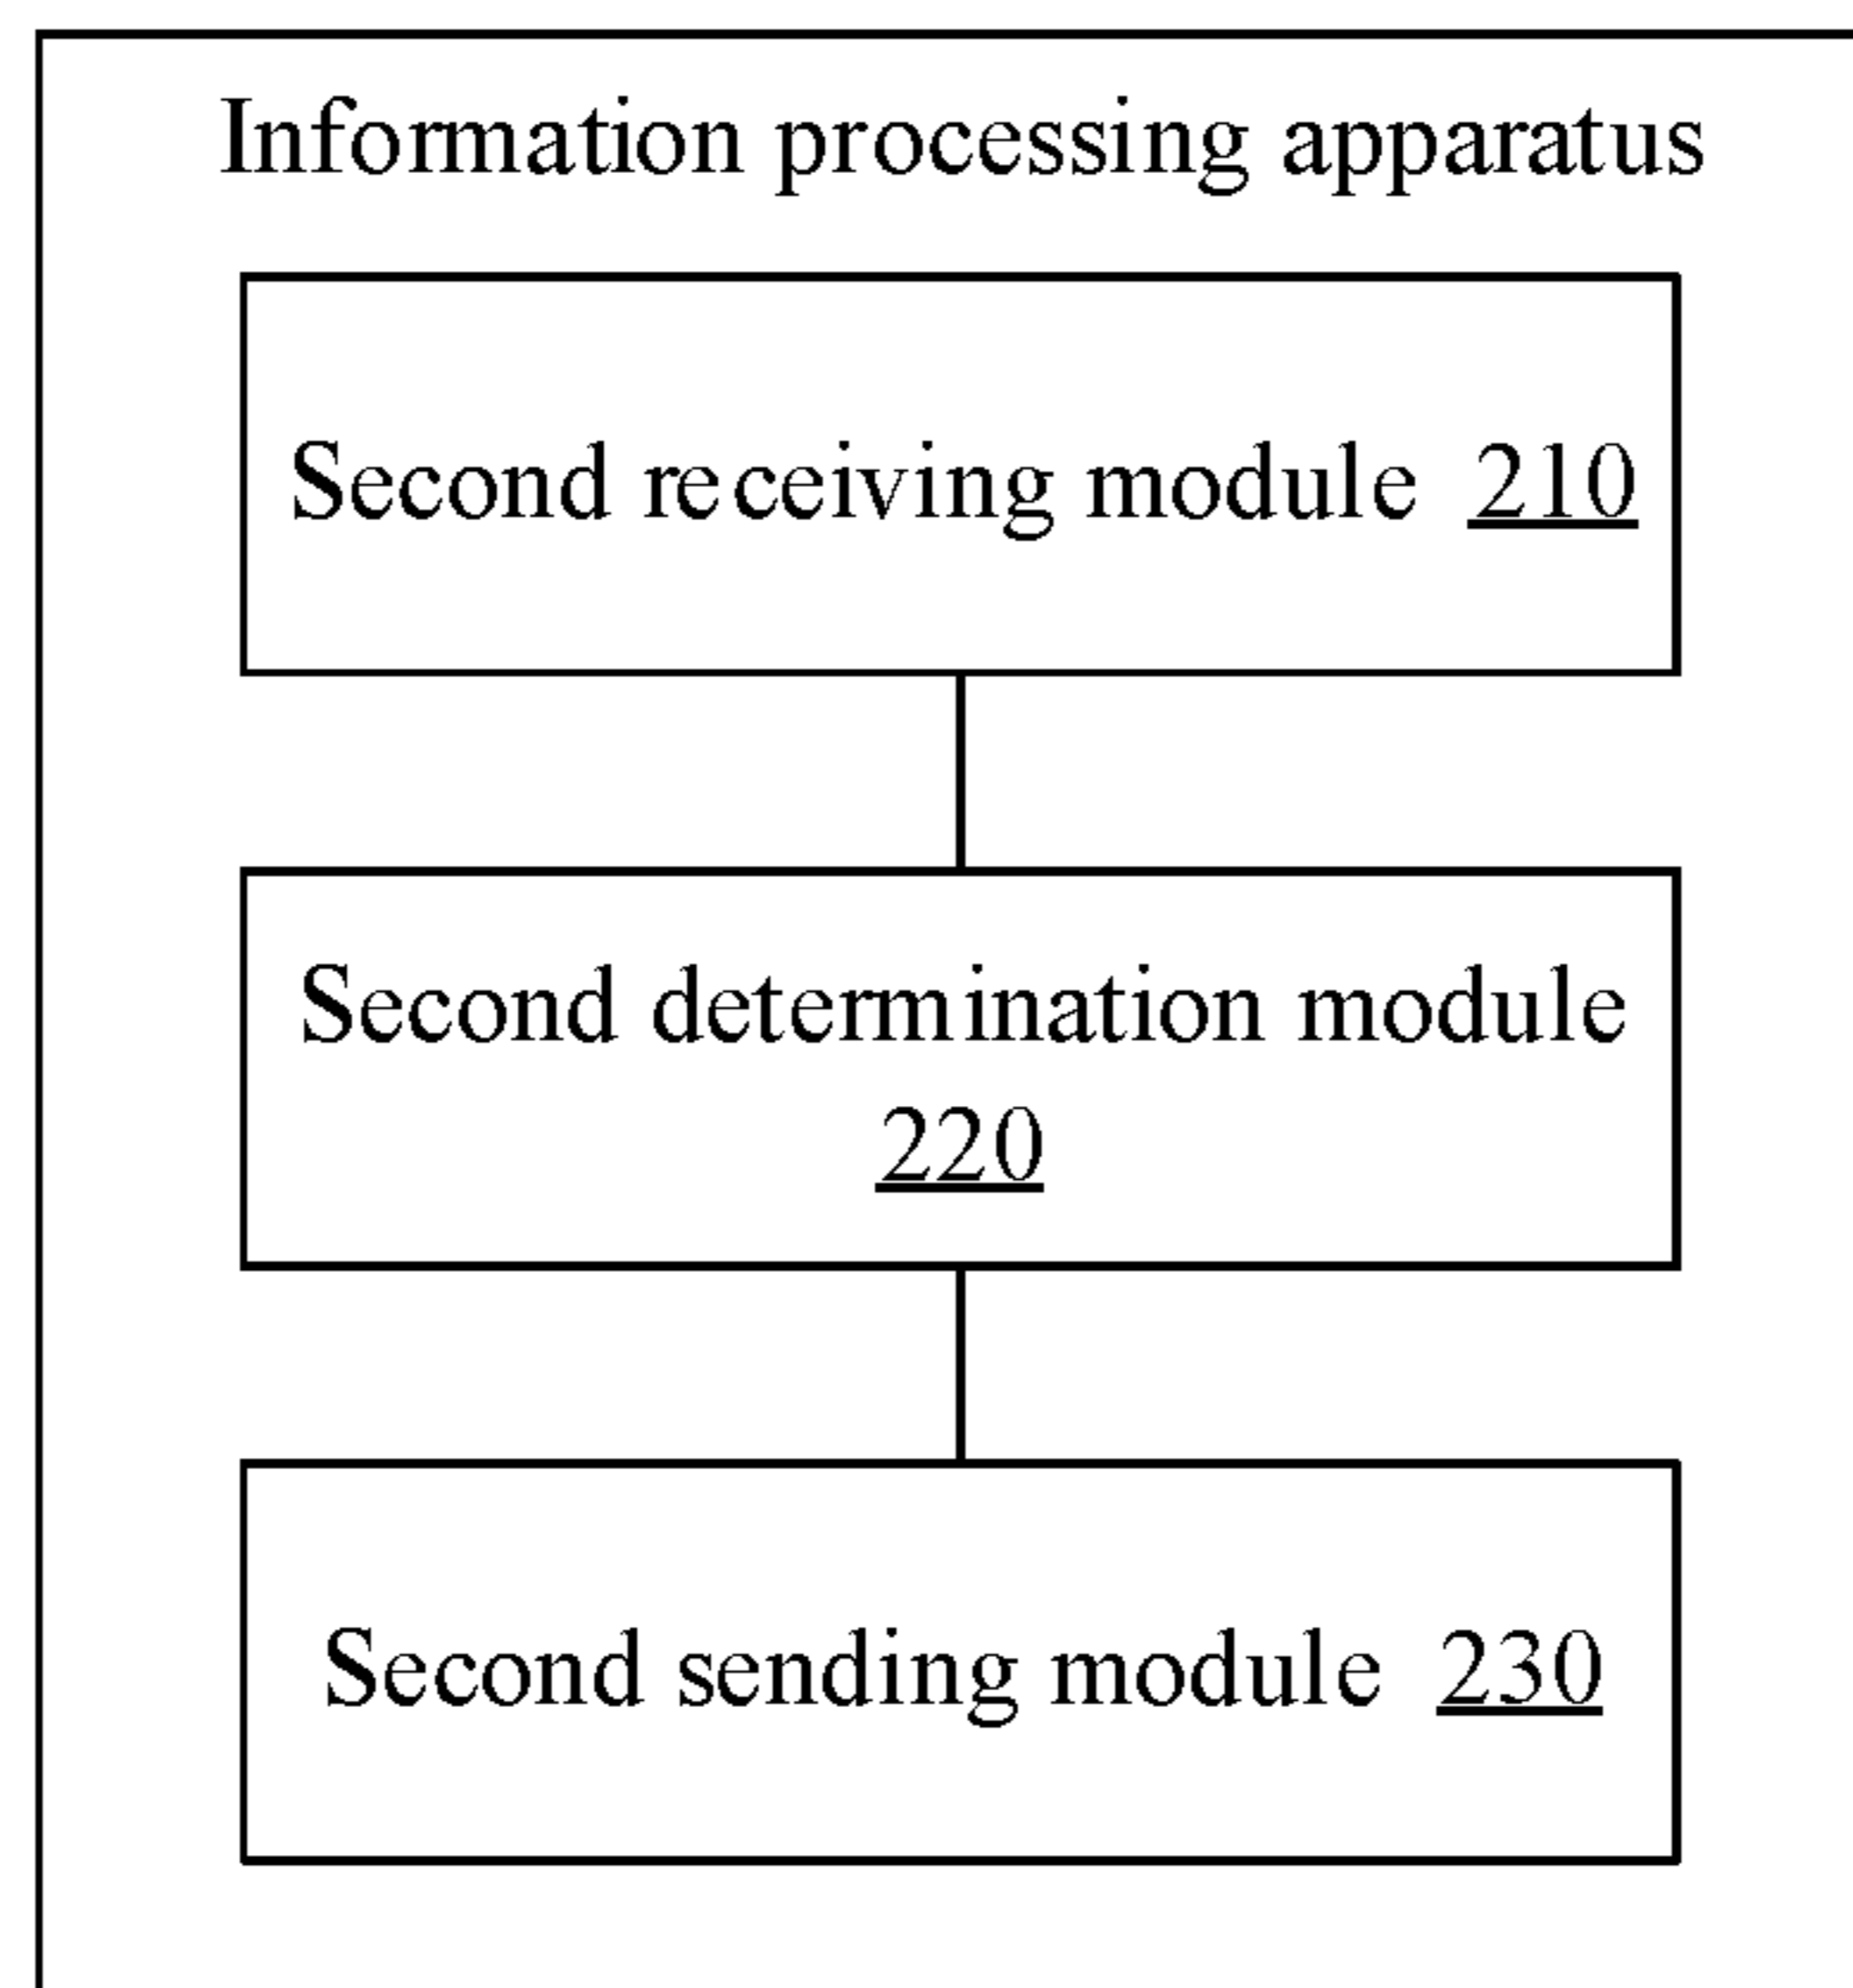 Information processing apparatus
Second receiving module 210
Second determination module
220
Second sending module 230